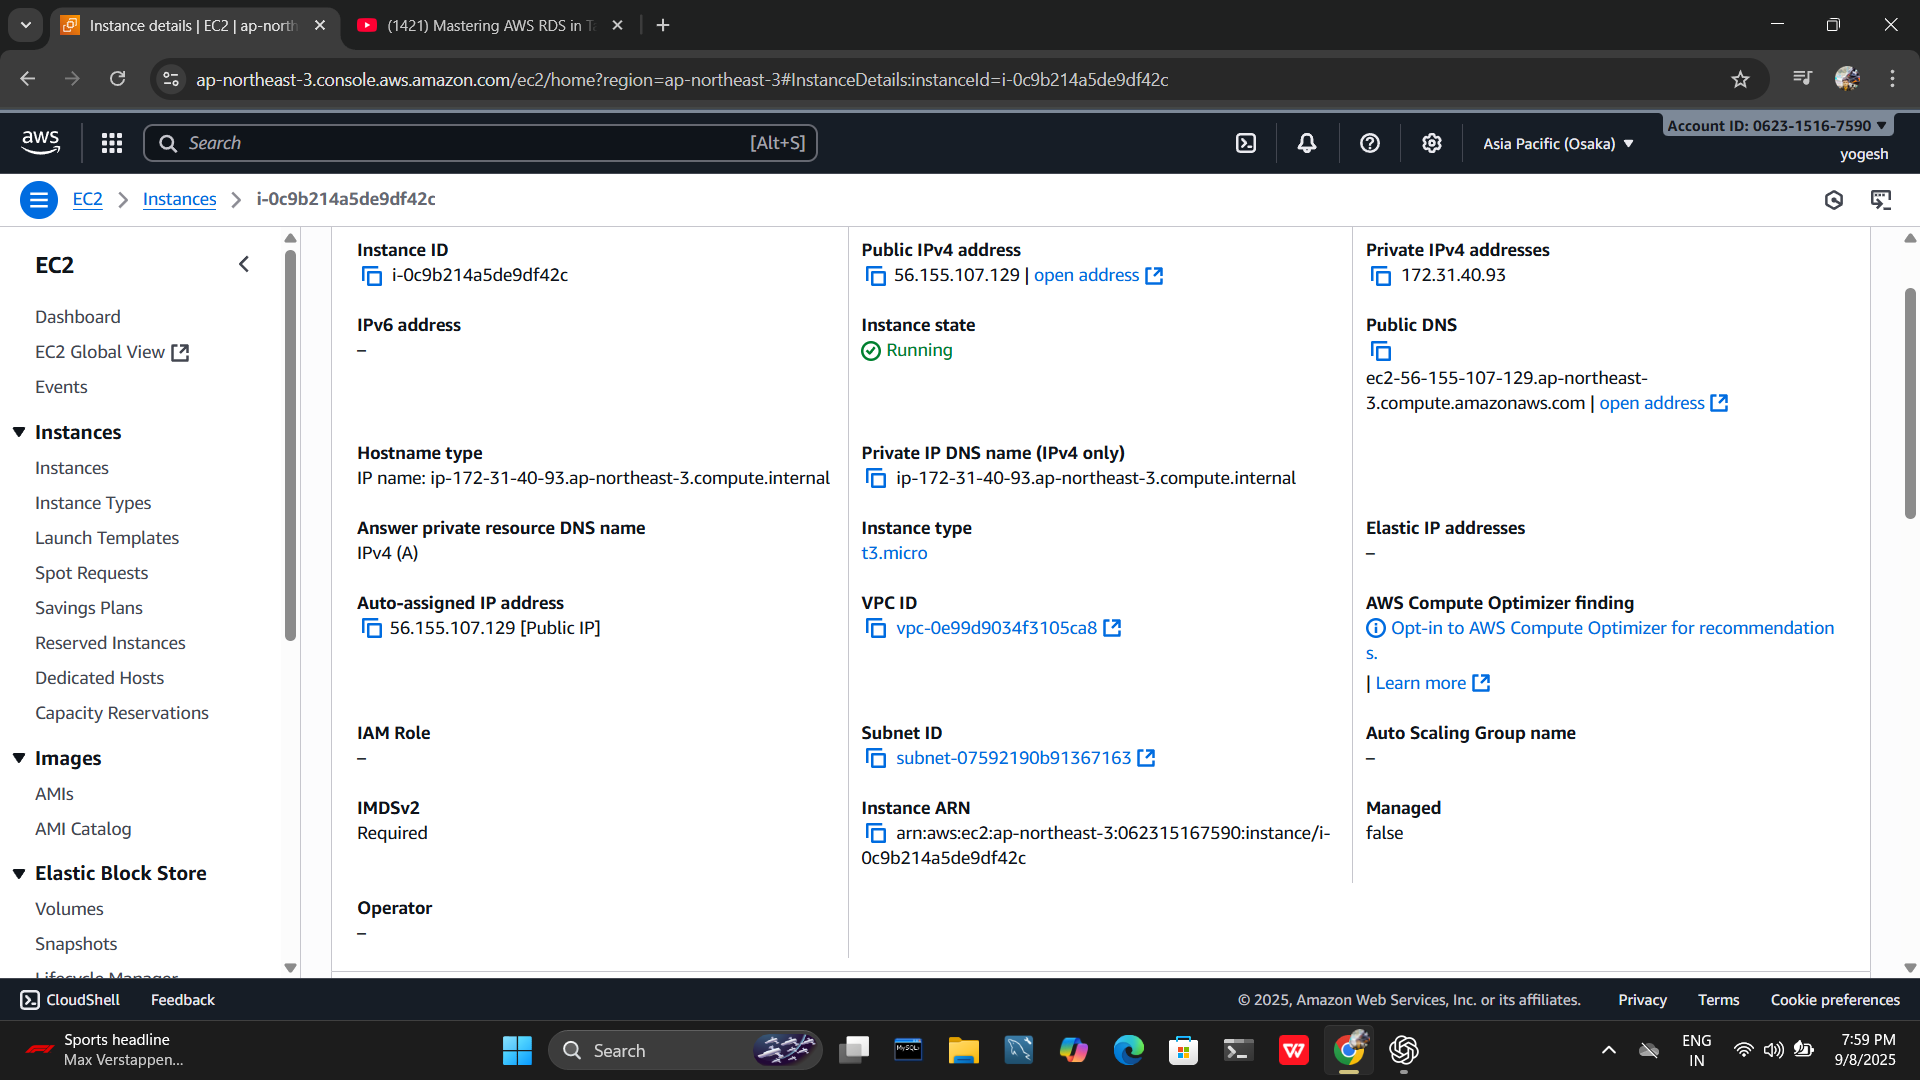 Instance details | EC2 | ap-north
(1421) Mastering AWS RDS in Ta
ap-northeast-3.console.aws.amazon.com/ec2/home?region=ap-northeast-3#InstanceDetails:instanceId=i-0c9b214a5de9df42c
aws
Search
[Alt+S]
Asia Pacific (Osaka)
Account ID: 0623-1516-7590
yogesh
EC2
Instances
i-0c9b214a5de9df42c
EC2
Dashboard
EC2 Global View
Events
Instances
Instances
Instance Types
Launch Templates
Spot Requests
Savings Plans
Reserved Instances
Dedicated Hosts
Capacity Reservations
Images
AMIs
AMI Catalog
Elastic Block Store
Volumes
Snapshots
Lifecycle Manager
Instance ID
i-0c9b214a5de9df42c
Public IPv4 address
56.155.107.129 | open address
Private IPv4 addresses
172.31.40.93
IPv6 address
–
Instance state
Running
Public DNS
ec2-56-155-107-129.ap-northeast-
3.compute.amazonaws.com | open address
Hostname type
IP name: ip-172-31-40-93.ap-northeast-3.compute.internal
Private IP DNS name (IPv4 only)
ip-172-31-40-93.ap-northeast-3.compute.internal
Answer private resource DNS name
IPv4 (A)
Instance type
t3.micro
Elastic IP addresses
–
Auto-assigned IP address
56.155.107.129 [Public IP]
VPC ID
vpc-0e99d9034f3105ca8
AWS Compute Optimizer finding
Opt-in to AWS Compute Optimizer for recommendation
s.
| Learn more
IAM Role
–
Subnet ID
subnet-07592190b91367163
Auto Scaling Group name
–
IMDSv2
Required
Instance ARN
arn:aws:ec2:ap-northeast-3:062315167590:instance/i-
0c9b214a5de9df42c
Managed
false
Operator
–
CloudShell
Feedback
© 2025, Amazon Web Services, Inc. or its affiliates.
Privacy
Terms
Cookie preferences
Sports headline
Max Verstappen...
Search
MySQL
W
ENG
IN
7:59 PM
9/8/2025